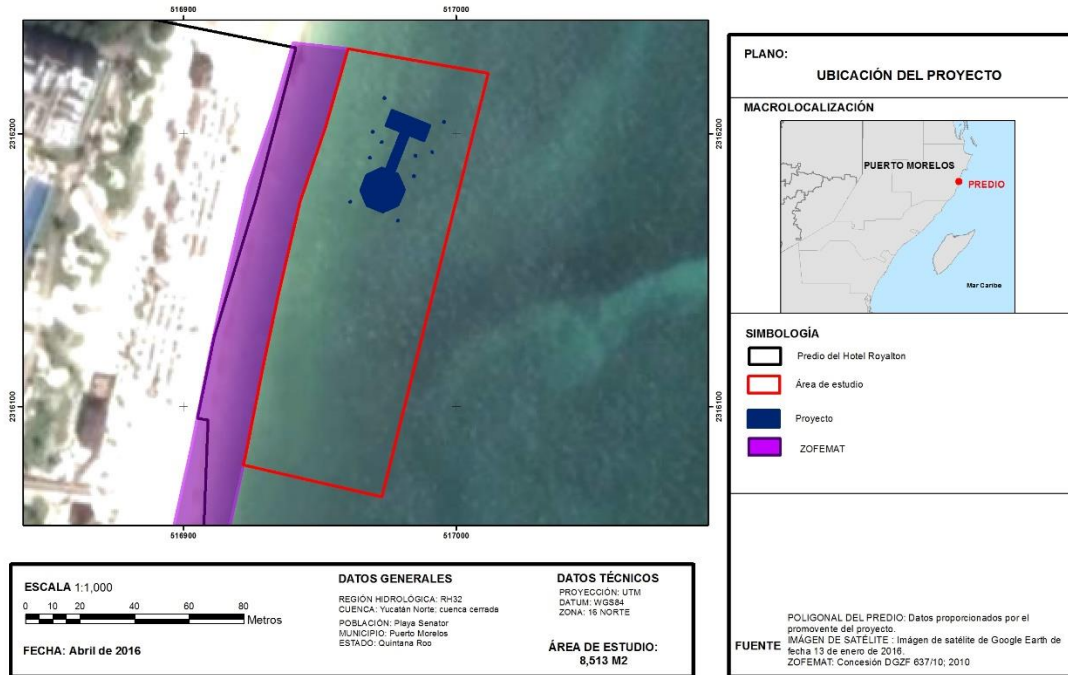 516900
517000
2316200
2316200
2316100
2316100
516900
517000
PLANO:
UBICACIÓN DEL PROYECTO
MACROLOCALIZACIÓN
PUERTO MORELOS
PREDIO
Mar Caribe
SIMBOLOGÍA
Predio del Hotel Royalton
Área de estudio
Proyecto
ZOFEMAT
FUENTE
POLIGONAL DEL PREDIO: Datos proporcionados por el
promovente del proyecto.
IMÁGEN DE SATÉLITE : Imágen de satélite de Google Earth de
fecha 13 de enero de 2016.
ZOFEMAT: Concesión DGZF 637/10; 2010
ESCALA 1:1,000
0 10 20 40 60 80
Metros
FECHA: Abril de 2016
DATOS GENERALES
REGIÓN HIDROLÓGICA: RH32
CUENCA: Yucatán Norte: cuenca cerrada
POBLACIÓN: Playa Senator
MUNICIPIO: Puerto Morelos
ESTADO: Quintana Roo
DATOS TÉCNICOS
PROYECCIÓN: UTM
DATUM: WGS84
ZONA: 16 NORTE
ÁREA DE ESTUDIO:
8,513 M2